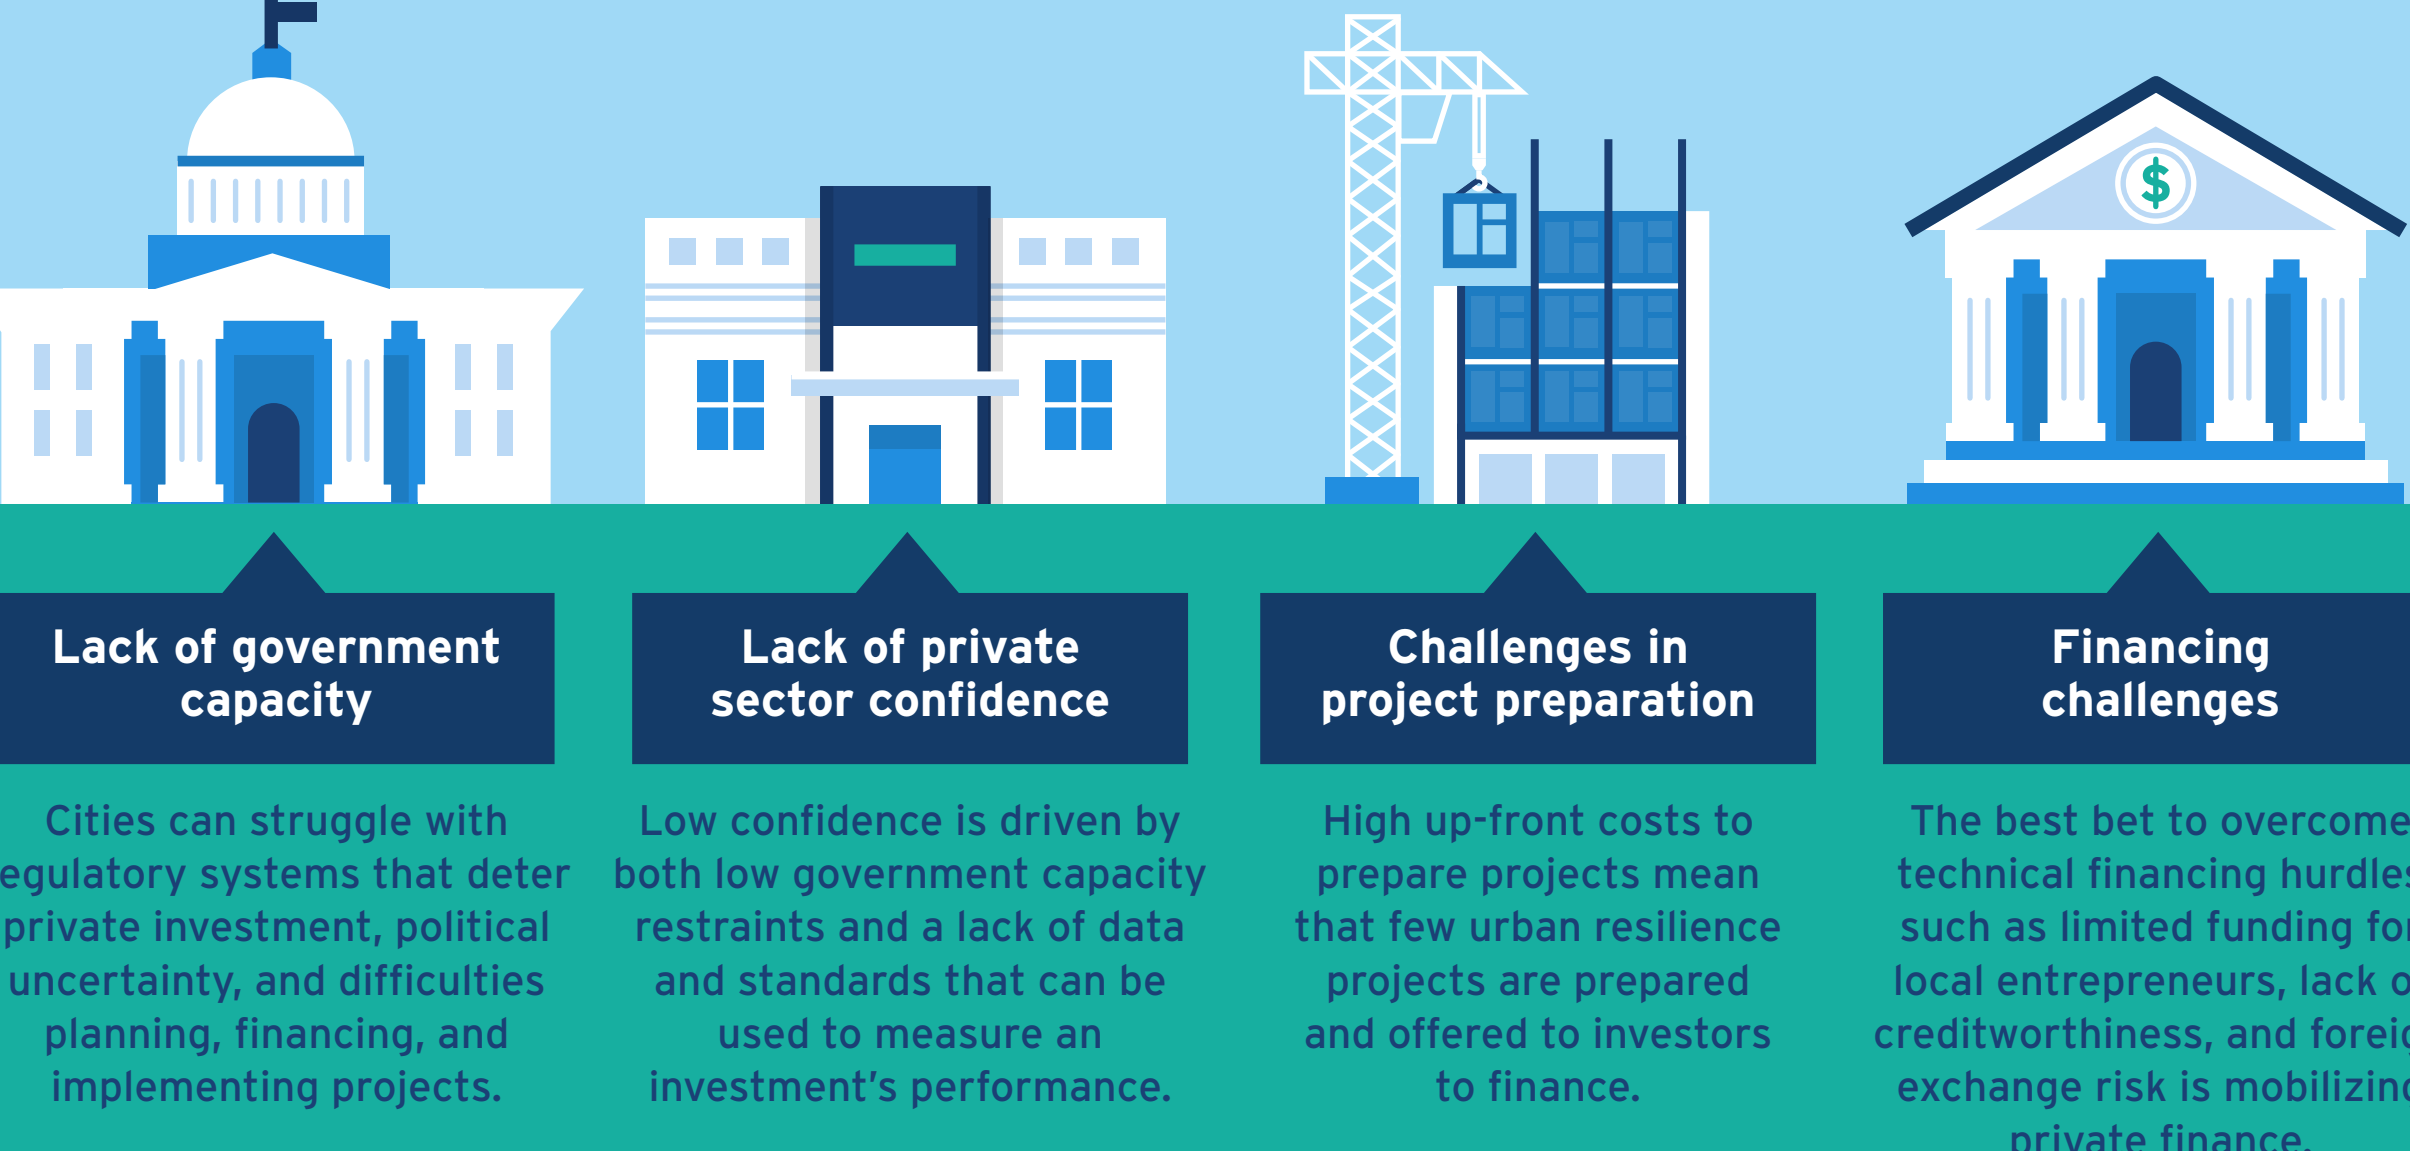 Lack of government
capacity
Cities can struggle with
egulatory systems that deter
private investment, political
uncertainty, and difficulties
planning, financing, and
implementing projects.
Lack of private
sector confidence
Low confidence is driven by
both low government capacity
restraints and a lack of data
and standards that can be
used to measure an
investment's performance.
Challenges in
project preparation
High up-front costs to
prepare projects mean
that few urban resilience
projects are prepared
and offered to investors
to finance.
$
Financing
challenges
The best bet to overcome
technical financing hurdles
such as limited funding for
local entrepreneurs, lack o
creditworthiness, and foreig
exchange risk is mobilizing
private finance.